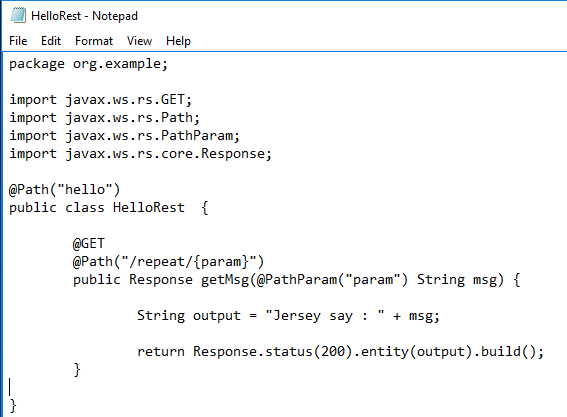 HelloRest - Notepad
File Edit Format View Help
package org.example;
import javax.ws.rs.GET;
import javax.ws.rs.Path;
import javax.ws.rs.PathParam;
import javax.ws.rs.core.Response;
@Path("hello")
public class HelloRest  {
        @GET
        @Path("/repeat/{param}")
        public Response getMsg(@PathParam("param") String msg) {
                String output = "Jersey say : " + msg;
                return Response.status(200).entity(output).build();
        }
}